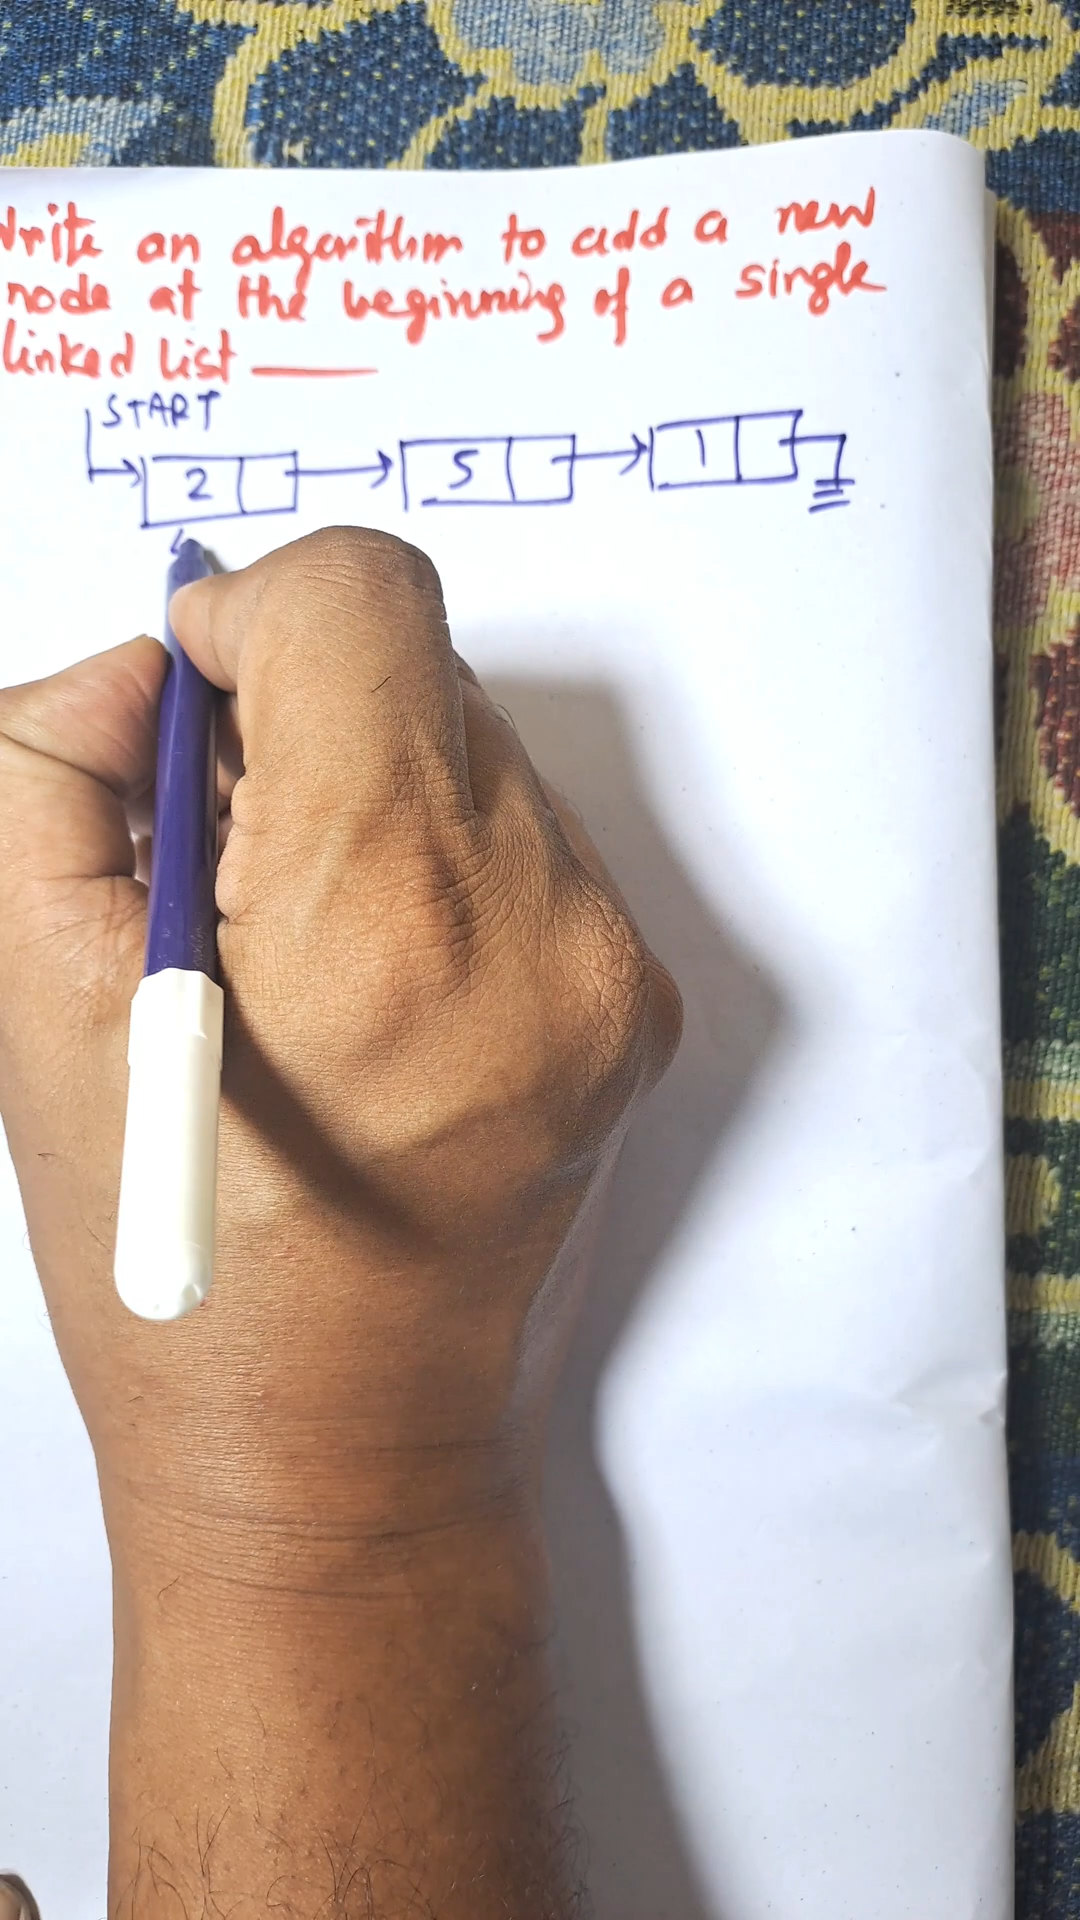 Write an algorithm to add a new
node at the beginning of a single
linked list
START
2 5 1